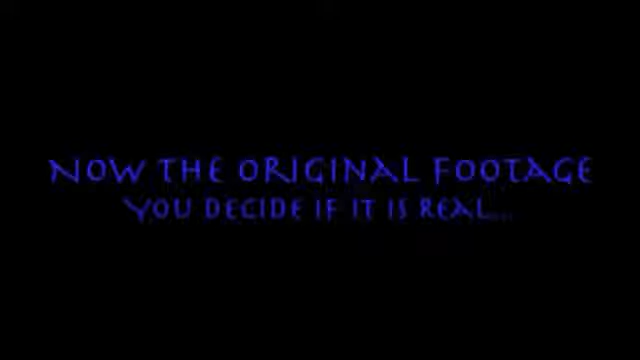 NOW THE ORIGINAL FOOTAGE
YOU DECIDE IF IT IS REAL...